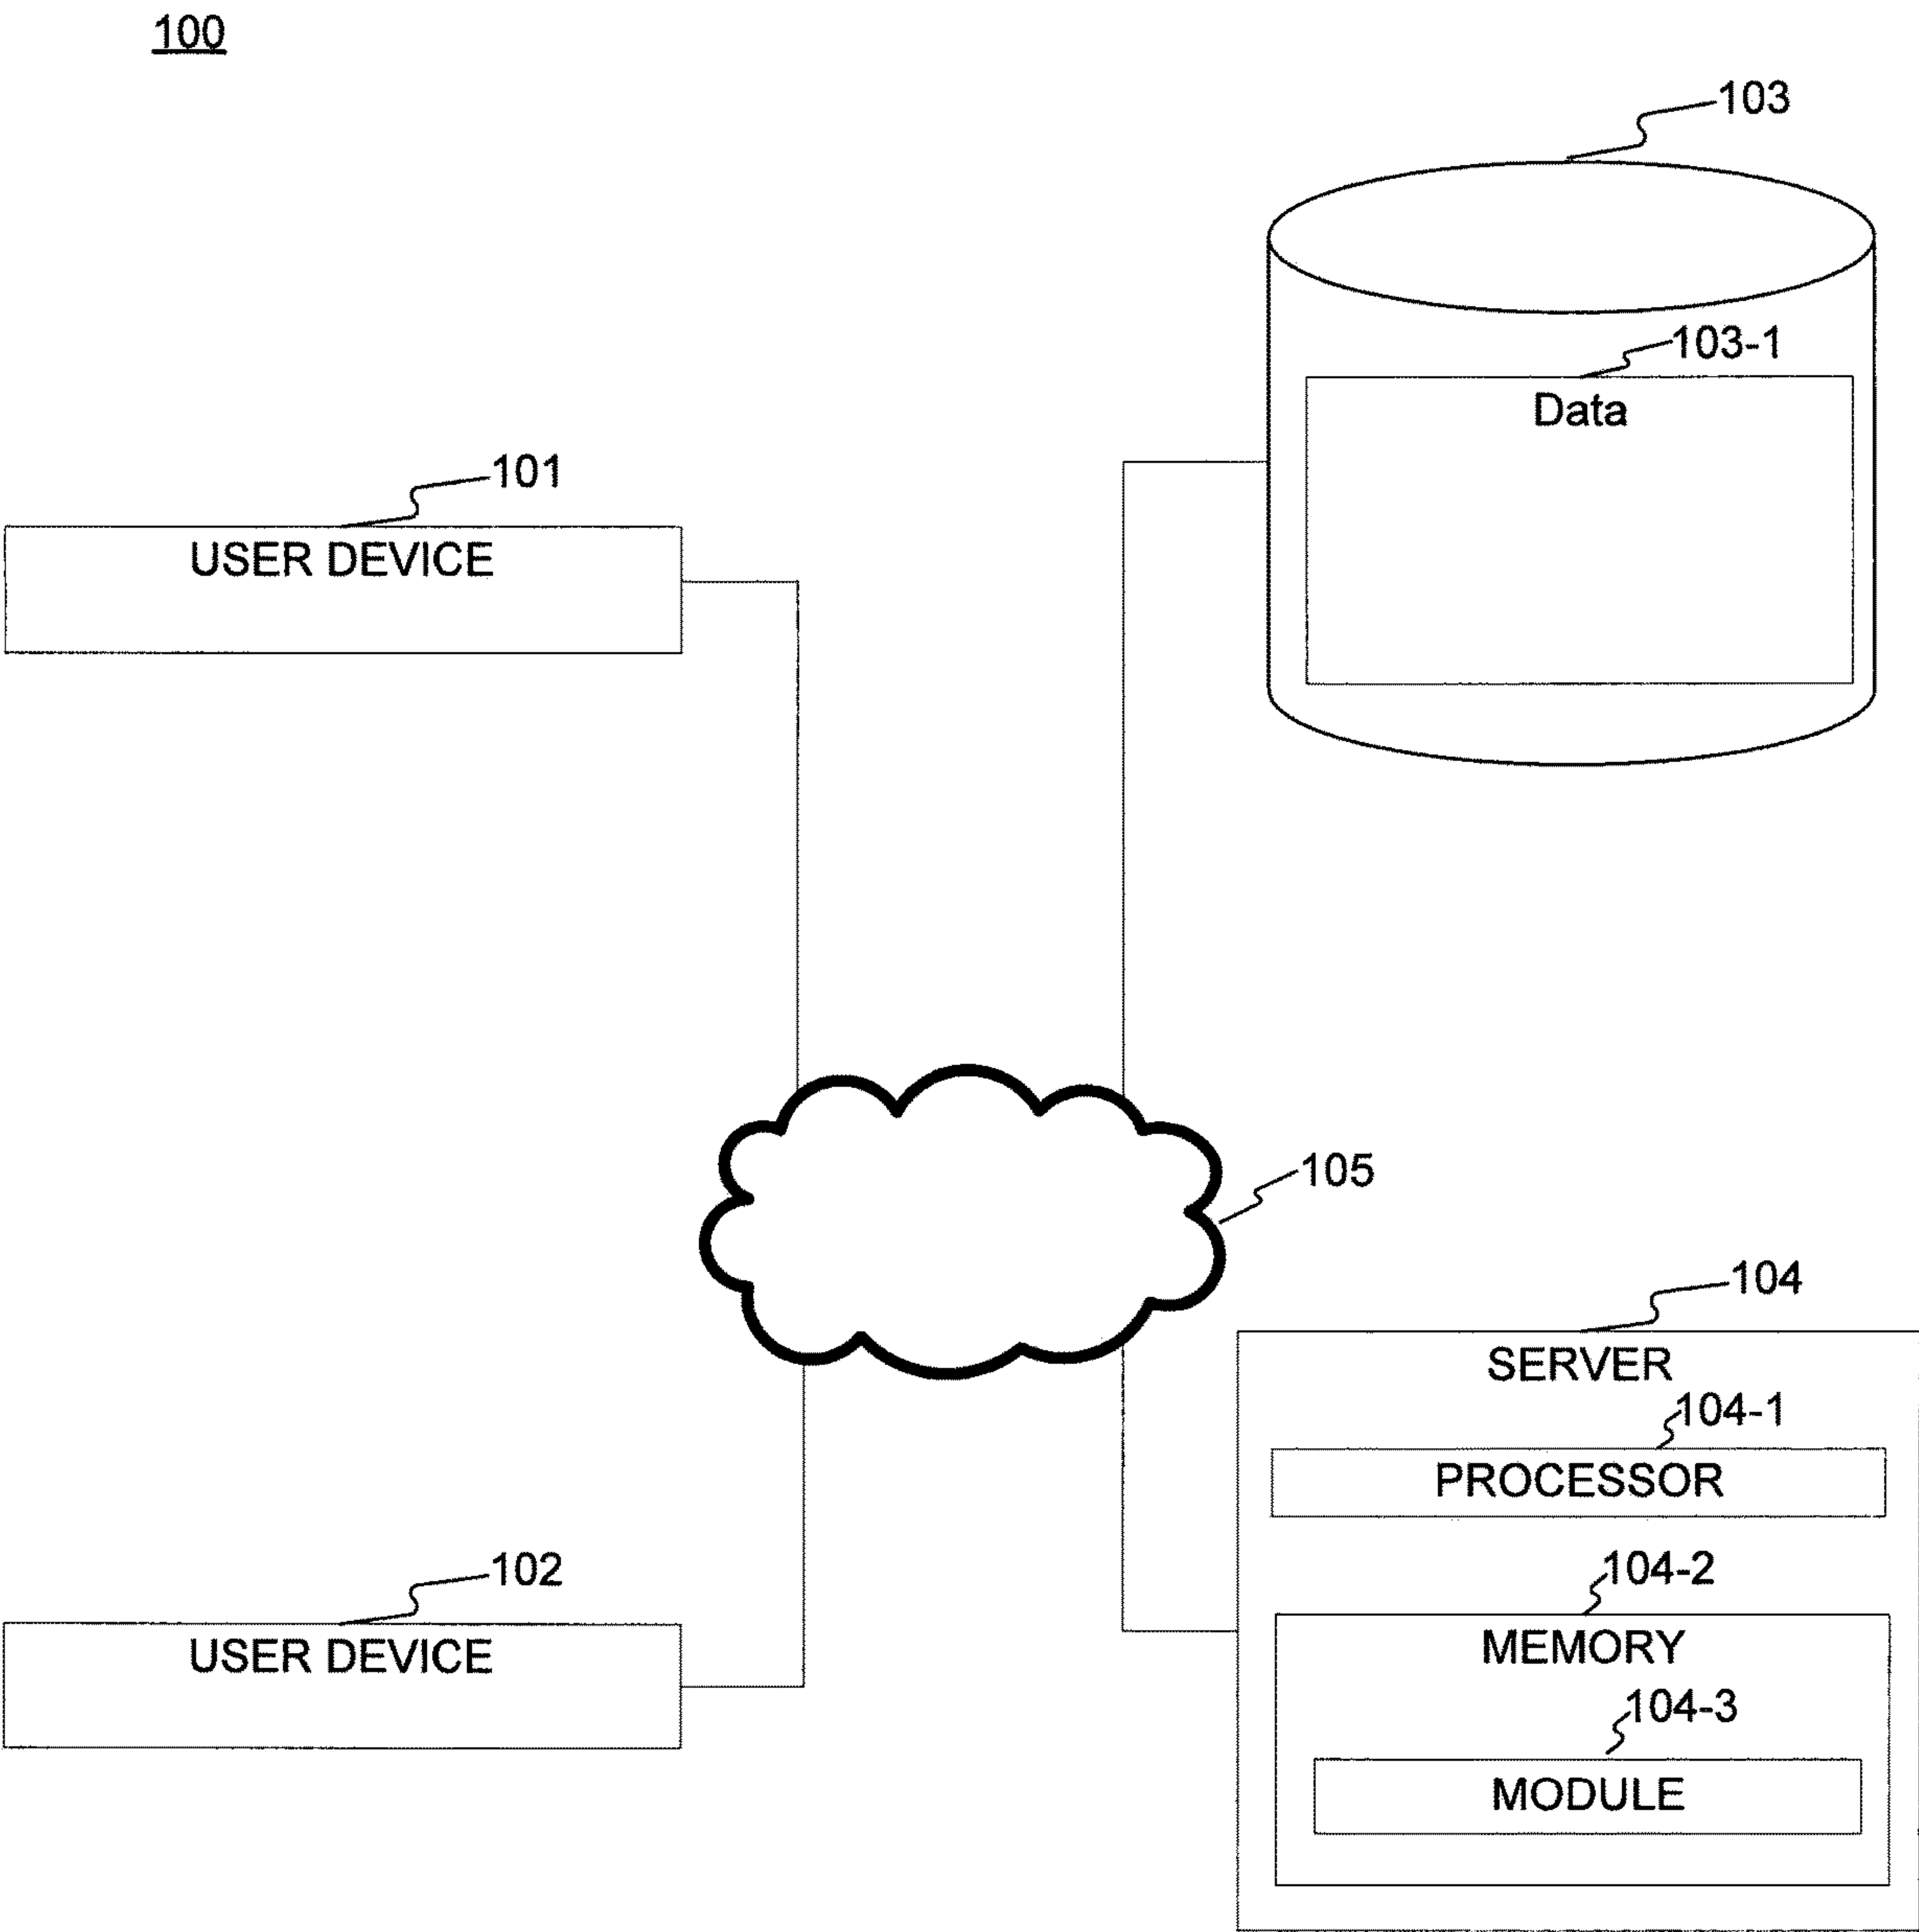 100
103
103-1
Data
101
USER DEVICE
105
104
SERVER
104-1
PROCESSOR
102
USER DEVICE
104-2
MEMORY
104-3
MODULE